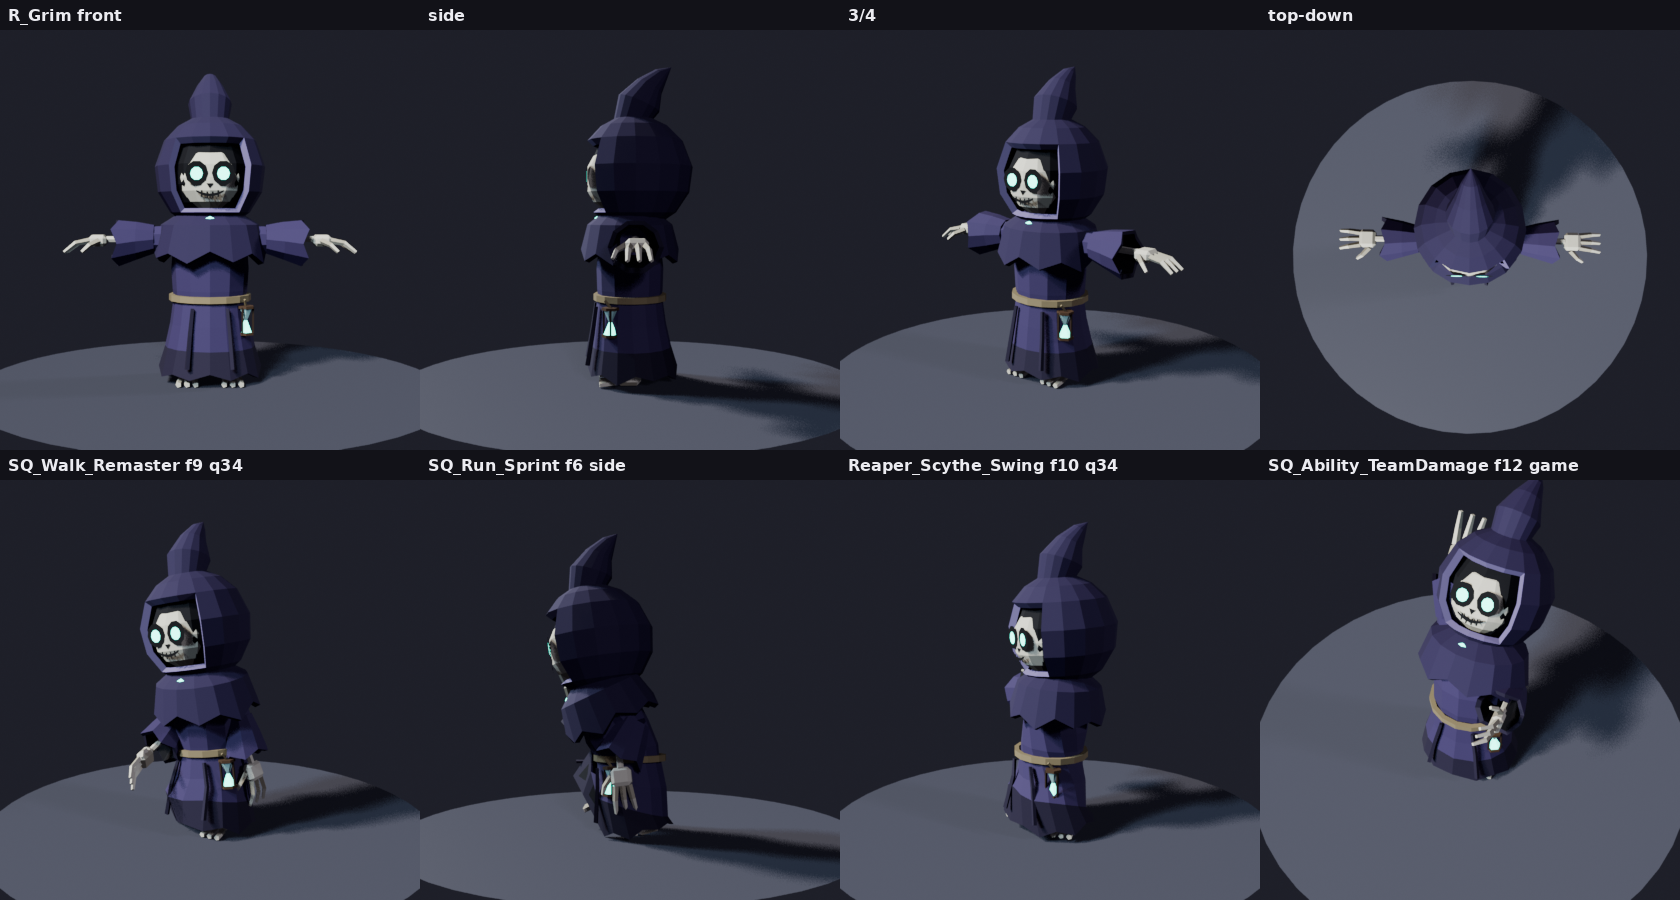 R_Grim front
side
3/4
top-down
SQ_Walk_Remaster f9 q34
SQ_Run_Sprint f6 side
Reaper_Scythe_Swing f10 q34
SQ_Ability_TeamDamage f12 game